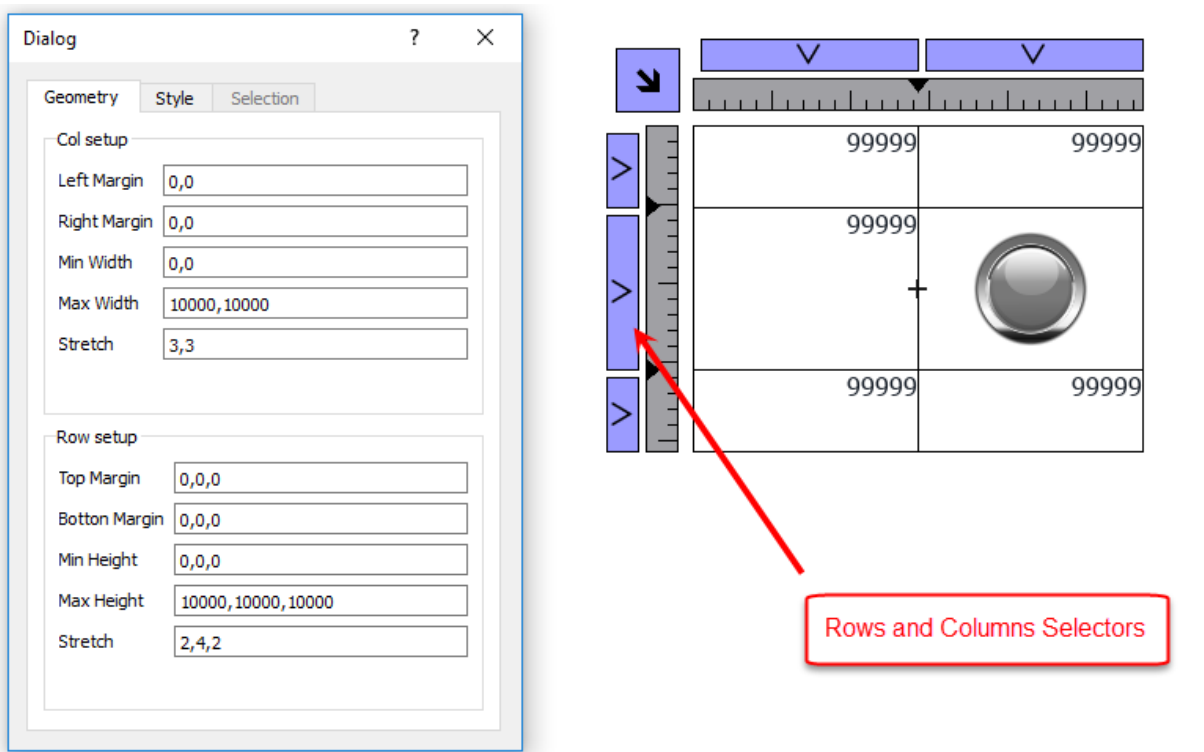 Dialog ?
Geometry Style Selection
Col setup
Left Margin 0,0
Right Margin 0,0
Min Width 0,0
Max Width 10000,10000
Stretch 3,3
Row setup
Top Margin 0,0,0
Botton Margin 0,0,0
Min Height 0,0,0
Max Height 10000,10000,10000
Stretch 2,4,2
99999 99999
99999
99999 99999
Rows and Columns Selectors